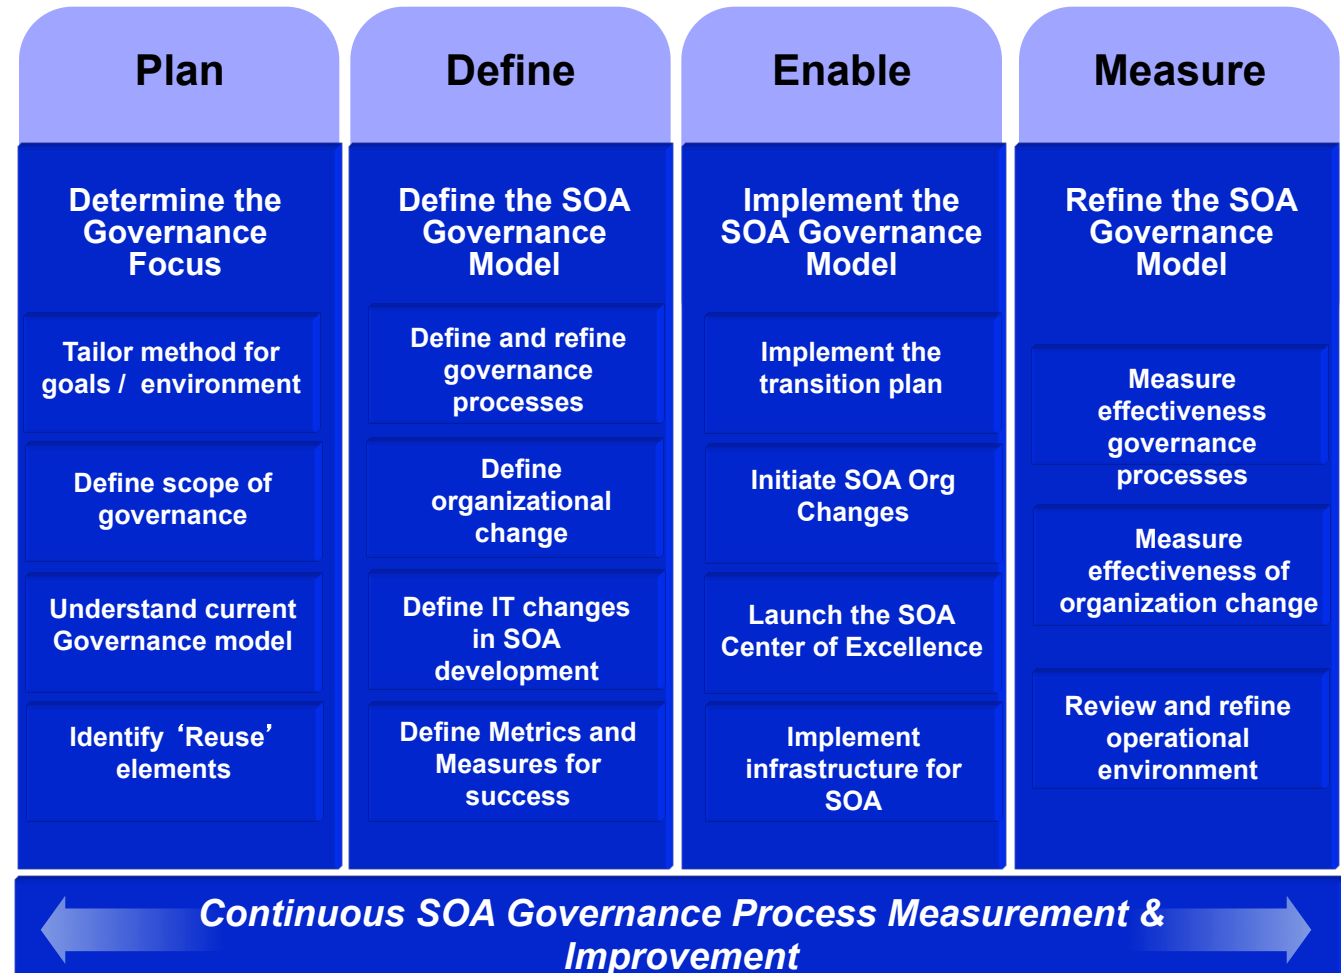 Plan
Determine the
Governance
Focus
Tailor method for
goals / environment
Define scope of
governance
Understand current
Governance model
Identify ‘Reuse’
elements
Define
Define the SOA
Governance
Model
Define and refine
governance
processes
Define
organizational
change
Define IT changes
in SOA
development
Define Metrics and
Measures for
success
Enable
Implement the
SOA Governance
Model
Implement the
transition plan
Initiate SOA Org
Changes
Launch the SOA
Center of Excellence
Implement
infrastructure for
SOA
Measure
Refine the SOA
Governance
Model
Measure
effectiveness
governance
processes
Measure
effectiveness of
organization change
Review and refine
operational
environment
Continuous SOA Governance Process Measurement &
Improvement